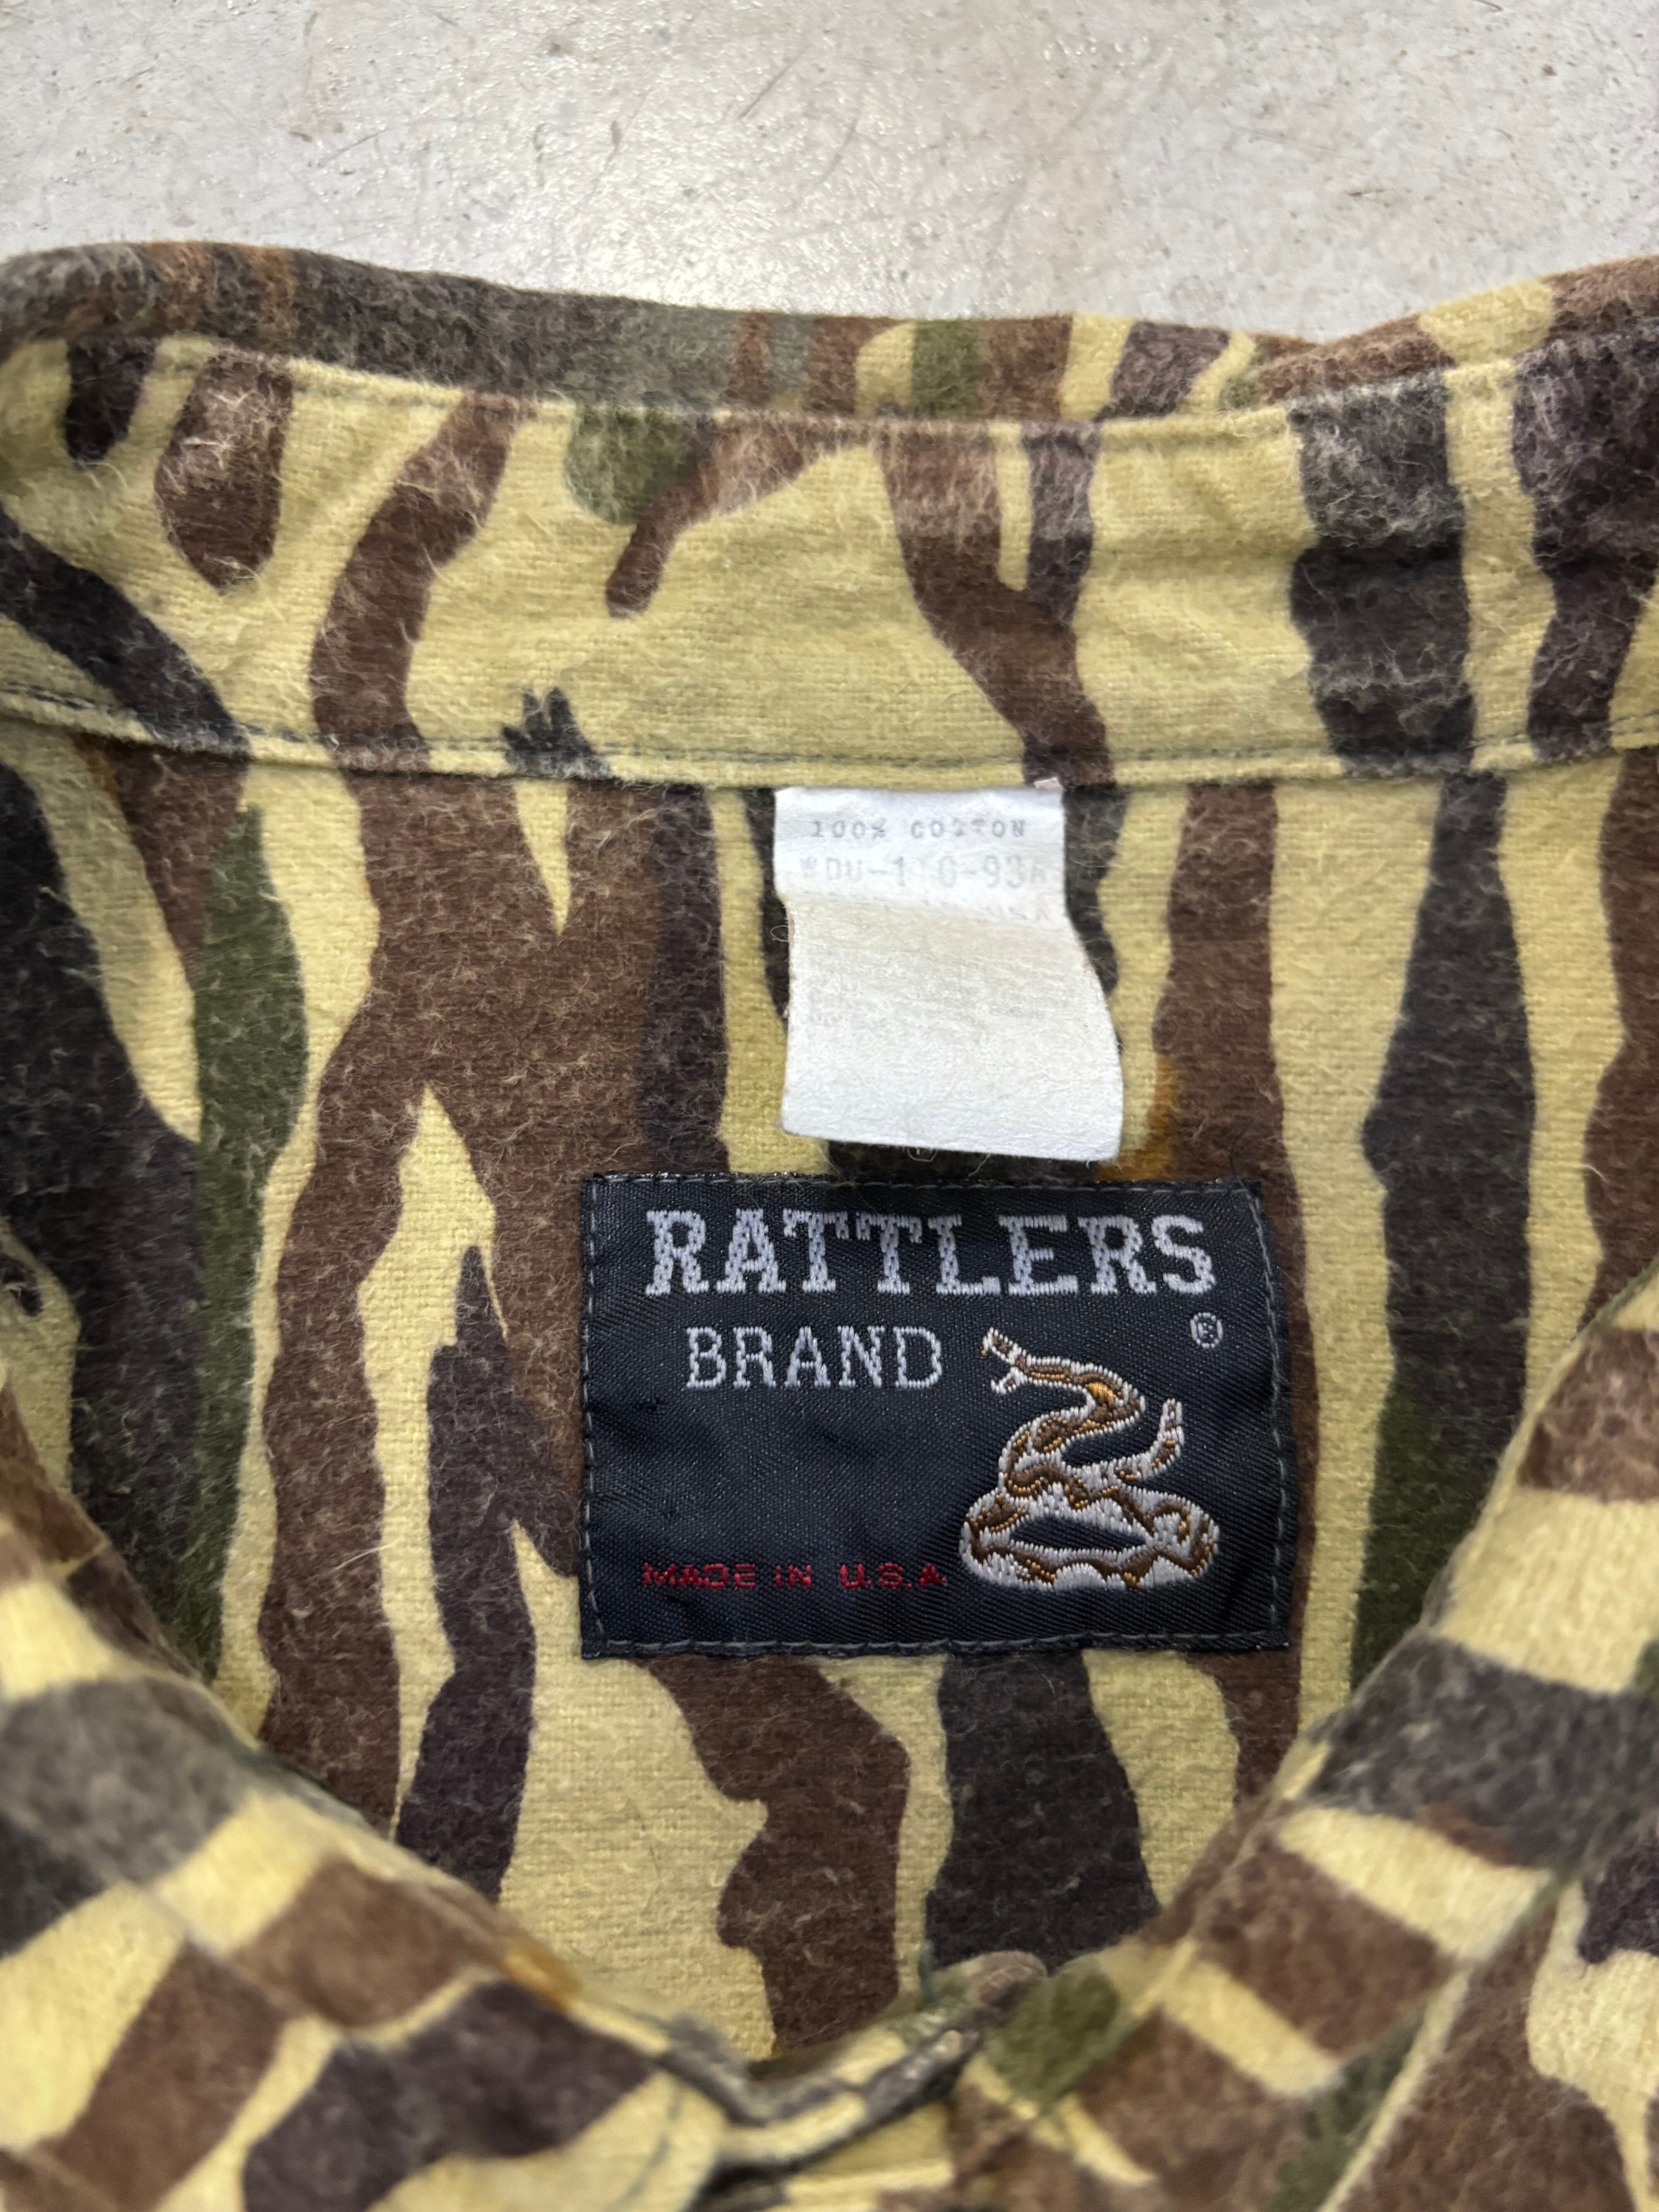 100% COTTON
RATTLERS
®
BRAND
MADE IN U.S.A.